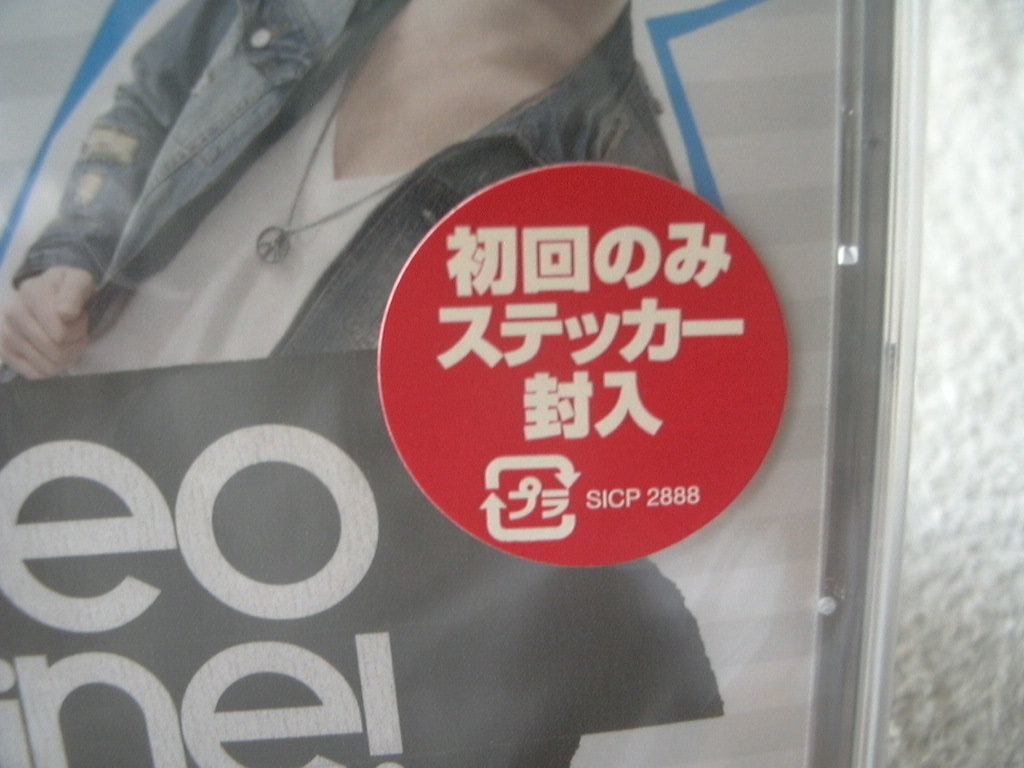 初回のみ
ステッカー
封入
プラ SICP 2888
eo
ine!